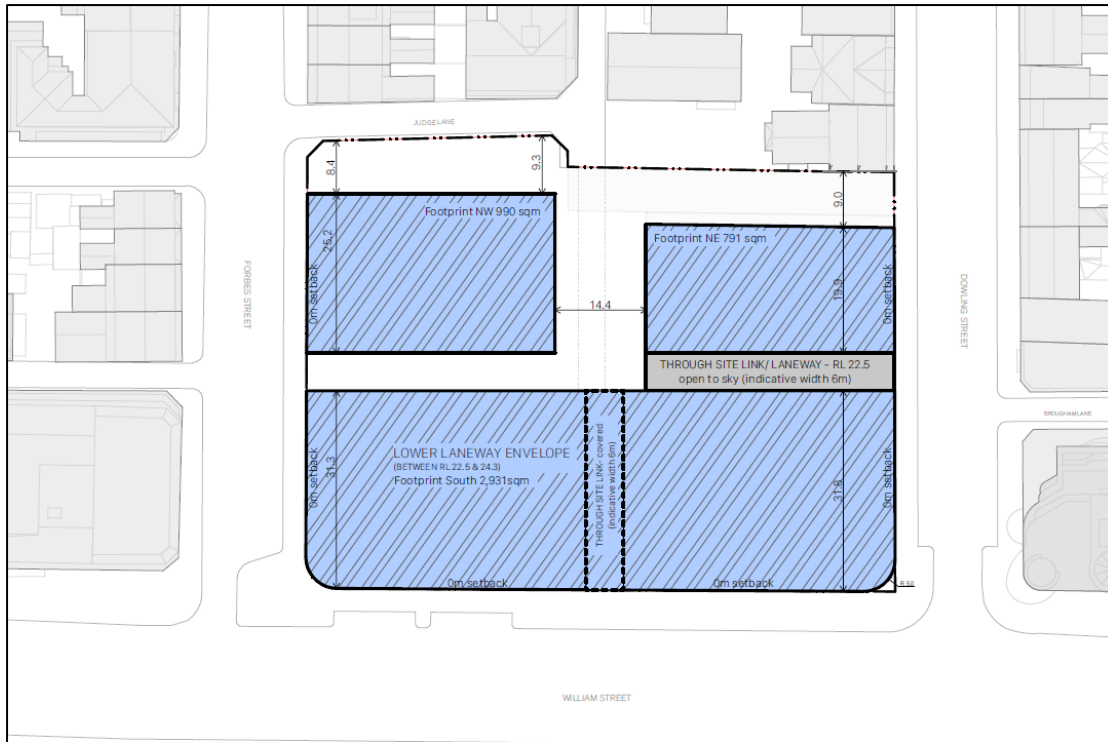 JUDGE LANE
8.4
9.3
9.0
Footprint NW 990 sqm
Footprint NE 791 sqm
25.2
0m setback
FORBES STREET
14.4
19.9
0m setback
DOWLING STREET
THROUGH SITE LINK/ LANEWAY - RL 22.5
open to sky (indicative width 6m)
BROUGHAM LANE
LOWER LANEWAY ENVELOPE
(BETWEEN RL 22.5 & 24.3)
Footprint South 2,931sqm
0m setback
31.3
THROUGH SITE LINK- covered
(indicative width 6m)
31.8
0m setback
0m setback
0m setback
WILLIAM STREET